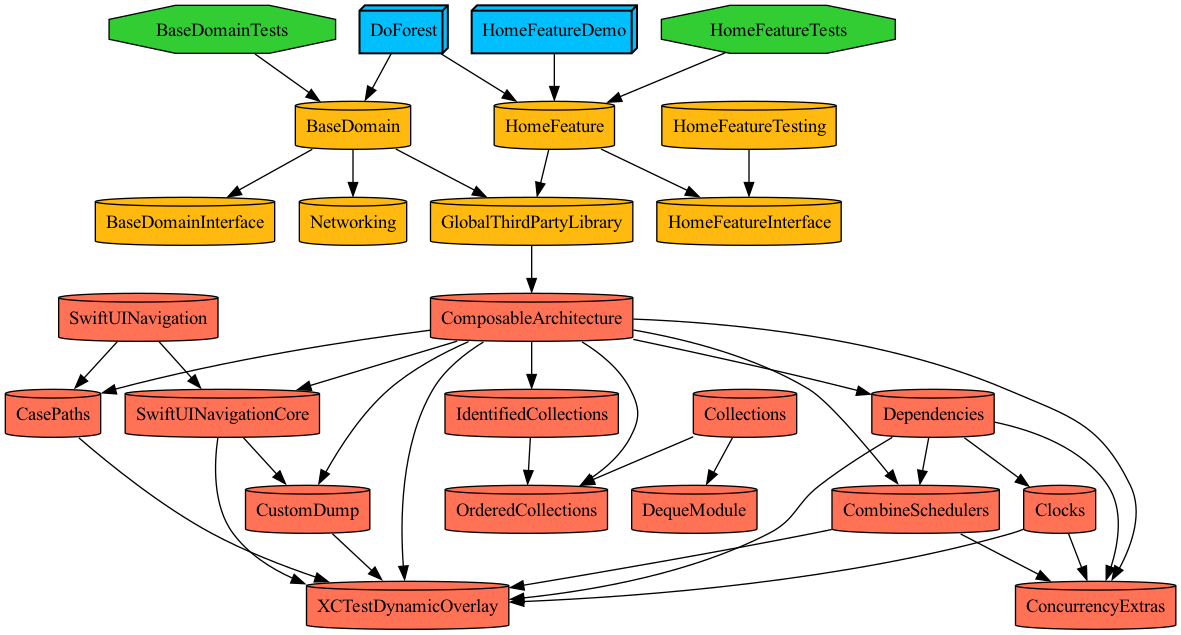 BaseDomainTests
DoForest
HomeFeatureDemo
HomeFeatureTests
BaseDomain
HomeFeature
HomeFeatureTesting
BaseDomainInterface
Networking
GlobalThirdPartyLibrary
HomeFeatureInterface
SwiftUINavigation
ComposableArchitecture
CasePaths
SwiftUINavigationCore
IdentifiedCollections
Collections
Dependencies
CustomDump
OrderedCollections
DequeModule
CombineSchedulers
Clocks
XCTestDynamicOverlay
ConcurrencyExtras